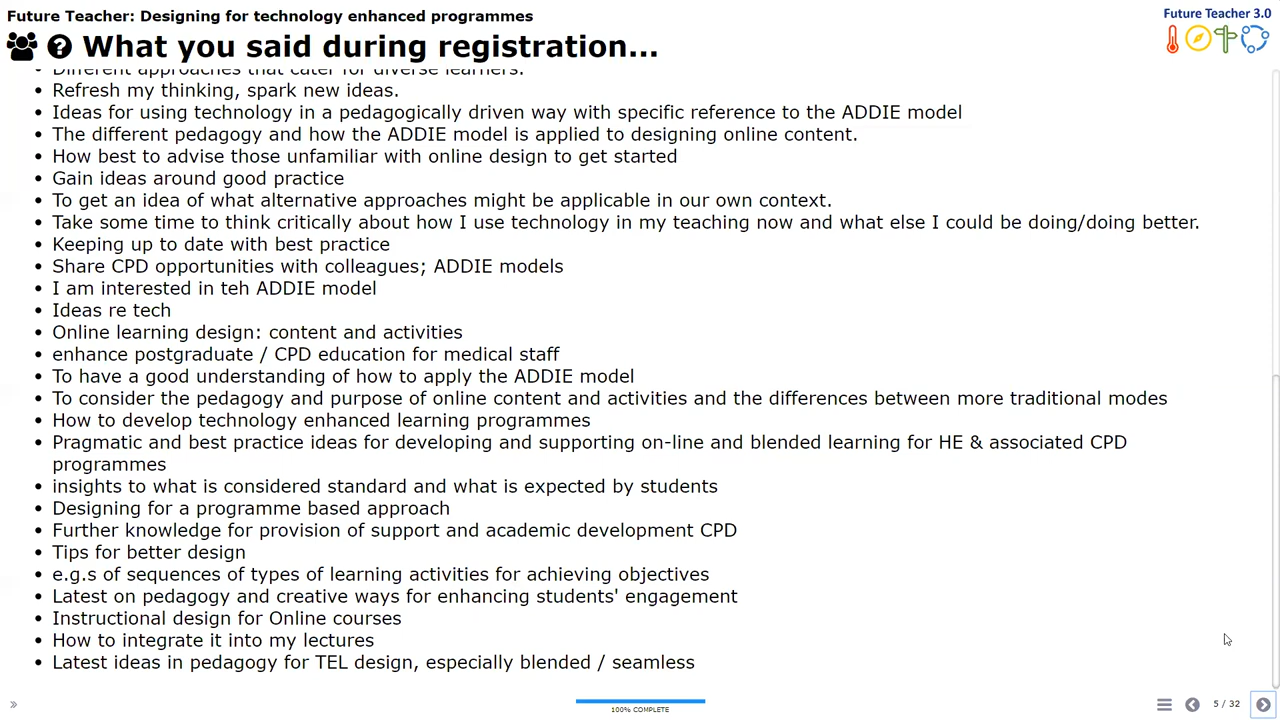 Future Teacher: Designing for technology enhanced programmes
Future Teacher 3.0
What you said during registration...
Different approaches that cater for diverse learners.
• Refresh my thinking, spark new ideas.
• Ideas for using technology in a pedagogically driven way with specific reference to the ADDIE model
• The different pedagogy and how the ADDIE model is applied to designing online content.
• How best to advise those unfamiliar with online design to get started
• Gain ideas around good practice
• To get an idea of what alternative approaches might be applicable in our own context.
• Take some time to think critically about how I use technology in my teaching now and what else I could be doing/doing better.
• Keeping up to date with best practice
• Share CPD opportunities with colleagues; ADDIE models
• I am interested in teh ADDIE model
• Ideas re tech
• Online learning design: content and activities
• enhance postgraduate / CPD education for medical staff
• To have a good understanding of how to apply the ADDIE model
• To consider the pedagogy and purpose of online content and activities and the differences between more traditional modes
• How to develop technology enhanced learning programmes
• Pragmatic and best practice ideas for developing and supporting on-line and blended learning for HE & associated CPD
programmes
• insights to what is considered standard and what is expected by students
• Designing for a programme based approach
• Further knowledge for provision of support and academic development CPD
• Tips for better design
• e.g.s of sequences of types of learning activities for achieving objectives
• Latest on pedagogy and creative ways for enhancing students' engagement
• Instructional design for Online courses
• How to integrate it into my lectures
• Latest ideas in pedagogy for TEL design, especially blended / seamless
»
100% COMPLETE
5 / 32